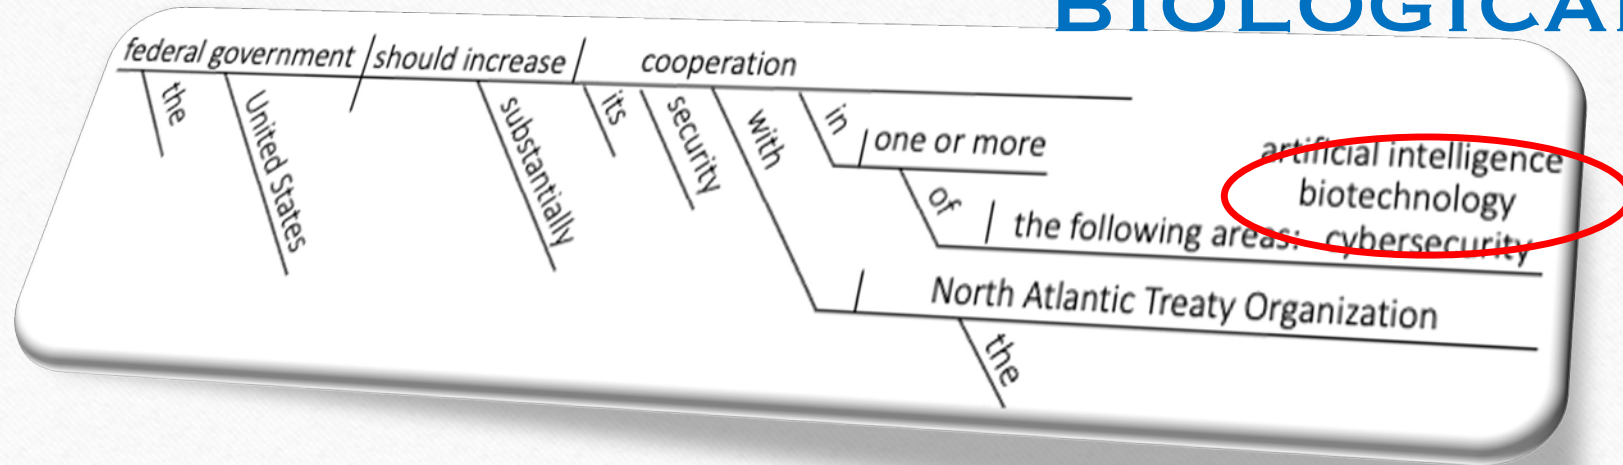 BIOLOGICA
federal government should increase cooperation
the
United States
substantially
its
security
with
in
one or more
of
the following areas:
artificial intelligence
biotechnology
cybersecurity
North Atlantic Treaty Organization
the